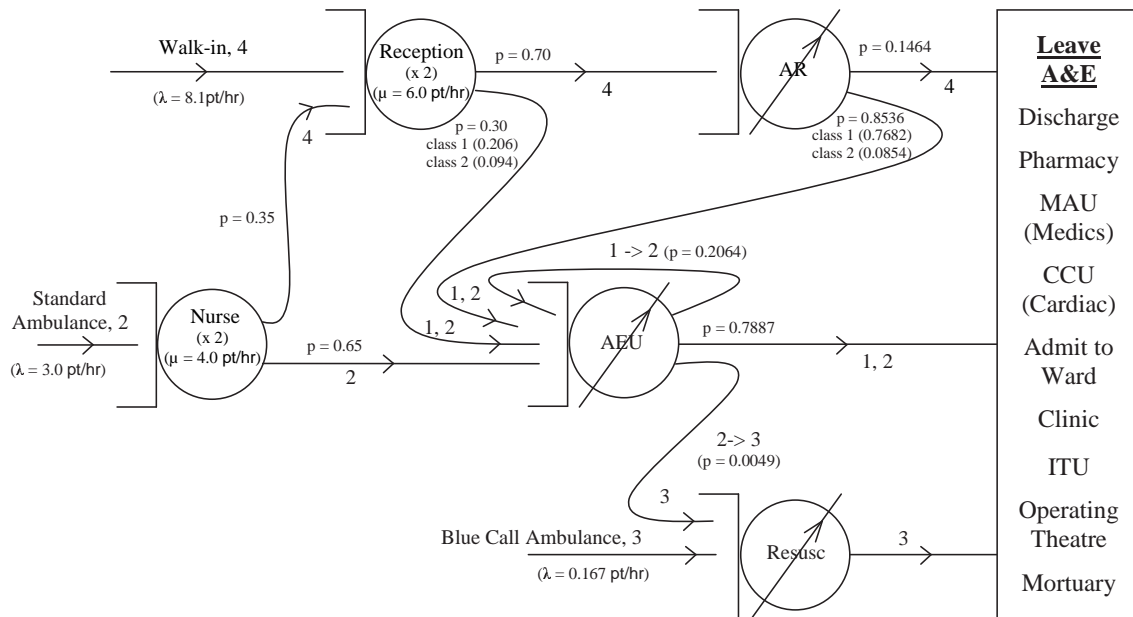 Walk-in, 4
(λ = 8.1pt/hr)
Reception
(x 2)
(μ = 6.0 pt/hr)
p = 0.70
4
AR
p = 0.1464
4
Leave
A&E
Discharge
Pharmacy
MAU
(Medics)
CCU
(Cardiac)
Admit to
Ward
Clinic
ITU
Operating
Theatre
Mortuary
4
p = 0.30
class 1 (0.206)
class 2 (0.094)
p = 0.8536
class 1 (0.7682)
class 2 (0.0854)
p = 0.35
1 -> 2 (p = 0.2064)
Standard
Ambulance, 2
(λ = 3.0 pt/hr)
Nurse
(x 2)
(μ = 4.0 pt/hr)
p = 0.65
2
1, 2
1, 2
AEU
p = 0.7887
1, 2
2-> 3
(p = 0.0049)
3
Blue Call Ambulance, 3
(λ = 0.167 pt/hr)
Resusc
3